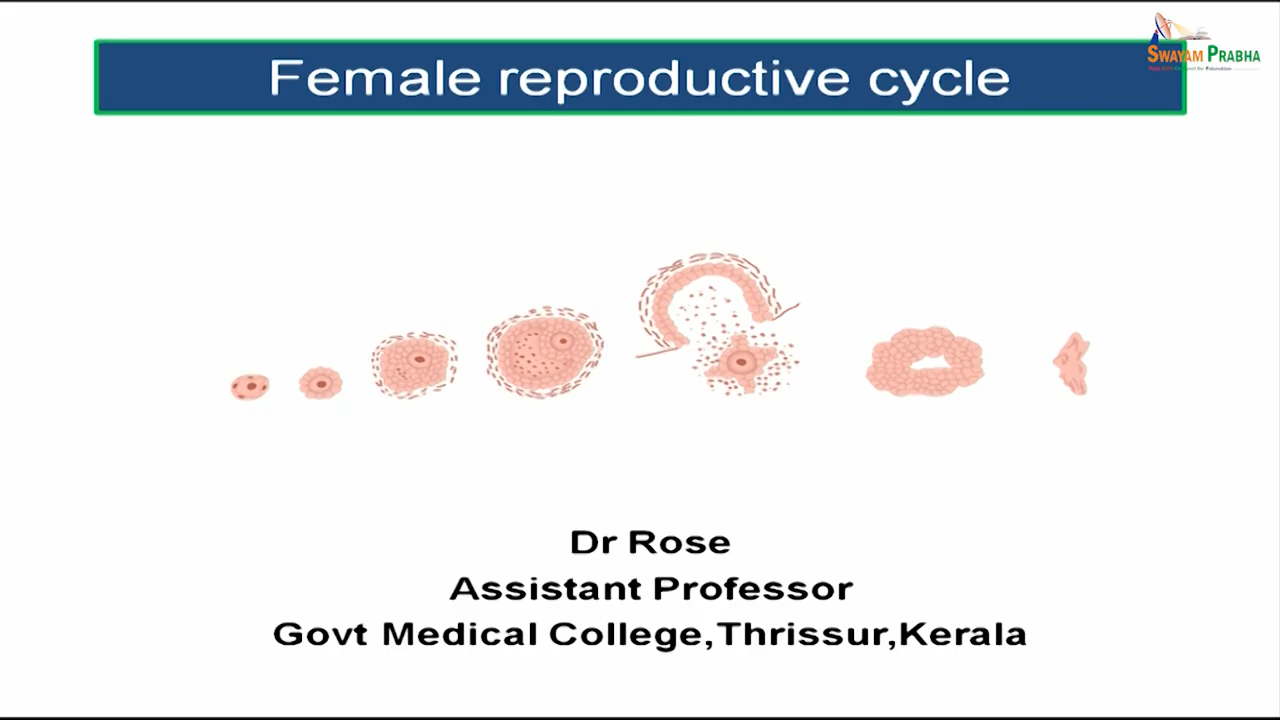 SWAYAM PRABHA
Female reproductive cycle
Dr Rose
Assistant Professor
Govt Medical College,Thrissur,Kerala